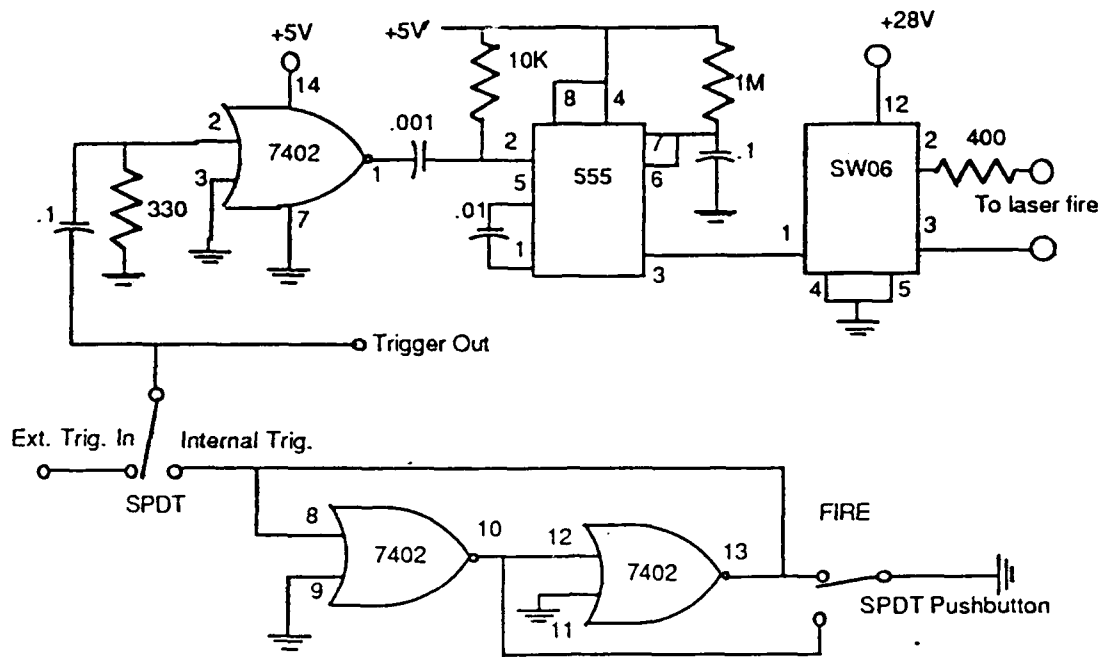 +5V
14
2
7402
3
1
7
.1
330
.001
+5V
10K
8
4
1M
2
7
.1
6
5
555
.01
1
3
+28V
12
2
400
SW06
To laser fire
1
3
4
5
Trigger Out
Ext. Trig. In
Internal Trig.
SPDT
8
7402
10
9
12
7402
13
11
FIRE
SPDT Pushbutton